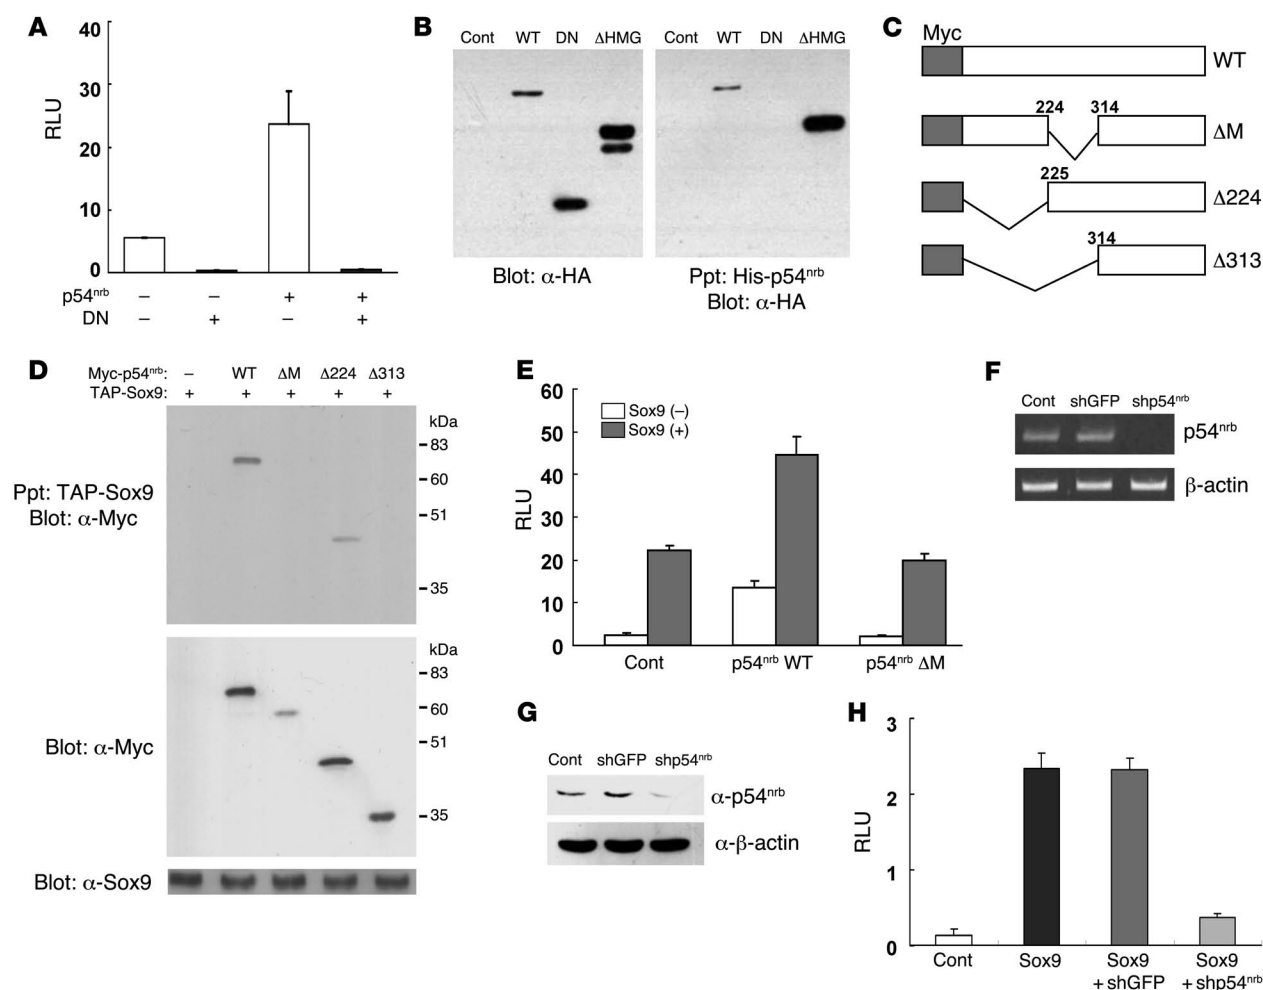 A
RLU
40
30
20
10
0
p54nrb – – + +
DN – + – +
B
Cont WT DN ΔHMG
Cont WT DN ΔHMG
Blot: α-HA
Ppt: His-p54nrb
Blot: α-HA
C
Myc
WT
224 314
ΔM
225
Δ224
314
Δ313
D
Myc-p54nrb: – WT ΔM Δ224 Δ313
TAP-Sox9: + + + + +
Ppt: TAP-Sox9
Blot: α-Myc
kDa
83
60
51
35
Blot: α-Myc
kDa
83
60
51
35
Blot: α-Sox9
E
RLU
60
50
40
30
20
10
0
Sox9 (–)
Sox9 (+)
Cont p54nrb WT p54nrb ΔM
F
Cont shGFP shp54nrb
p54nrb
β-actin
G
Cont shGFP shp54nrb
α-p54nrb
α-β-actin
H
RLU
3
2
1
0
Cont Sox9 Sox9 Sox9
+ shGFP + shp54nrb